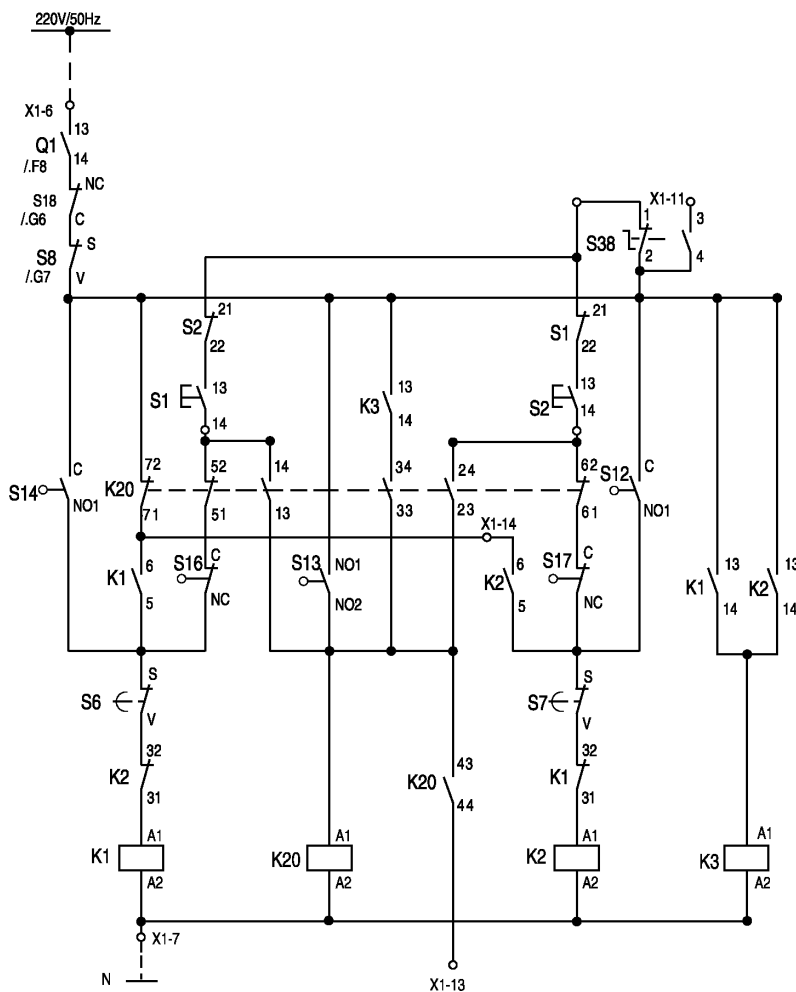 220V/50Hz
X1-6
13
Q1
/.F8
14
NC
S18
/.G6
C
S
S8
/.G7
V
X1-11
1
3
S38
2
4
21
S2
22
21
S1
22
13
S1
14
13
K3
14
13
S2
14
C
S14
NO1
72
K20
71
52
51
14
13
34
33
24
23
62
61
S12
C
NO1
X1-14
6
K1
5
S16
C
NC
S13
NO1
NO2
6
K2
5
S17
C
NC
K1
13
14
K2
13
14
S
S6
V
S
S7
V
32
K2
31
43
K20
44
32
K1
31
A1
K1
A2
A1
K20
A2
A1
K2
A2
A1
K3
A2
X1-7
N
X1-13